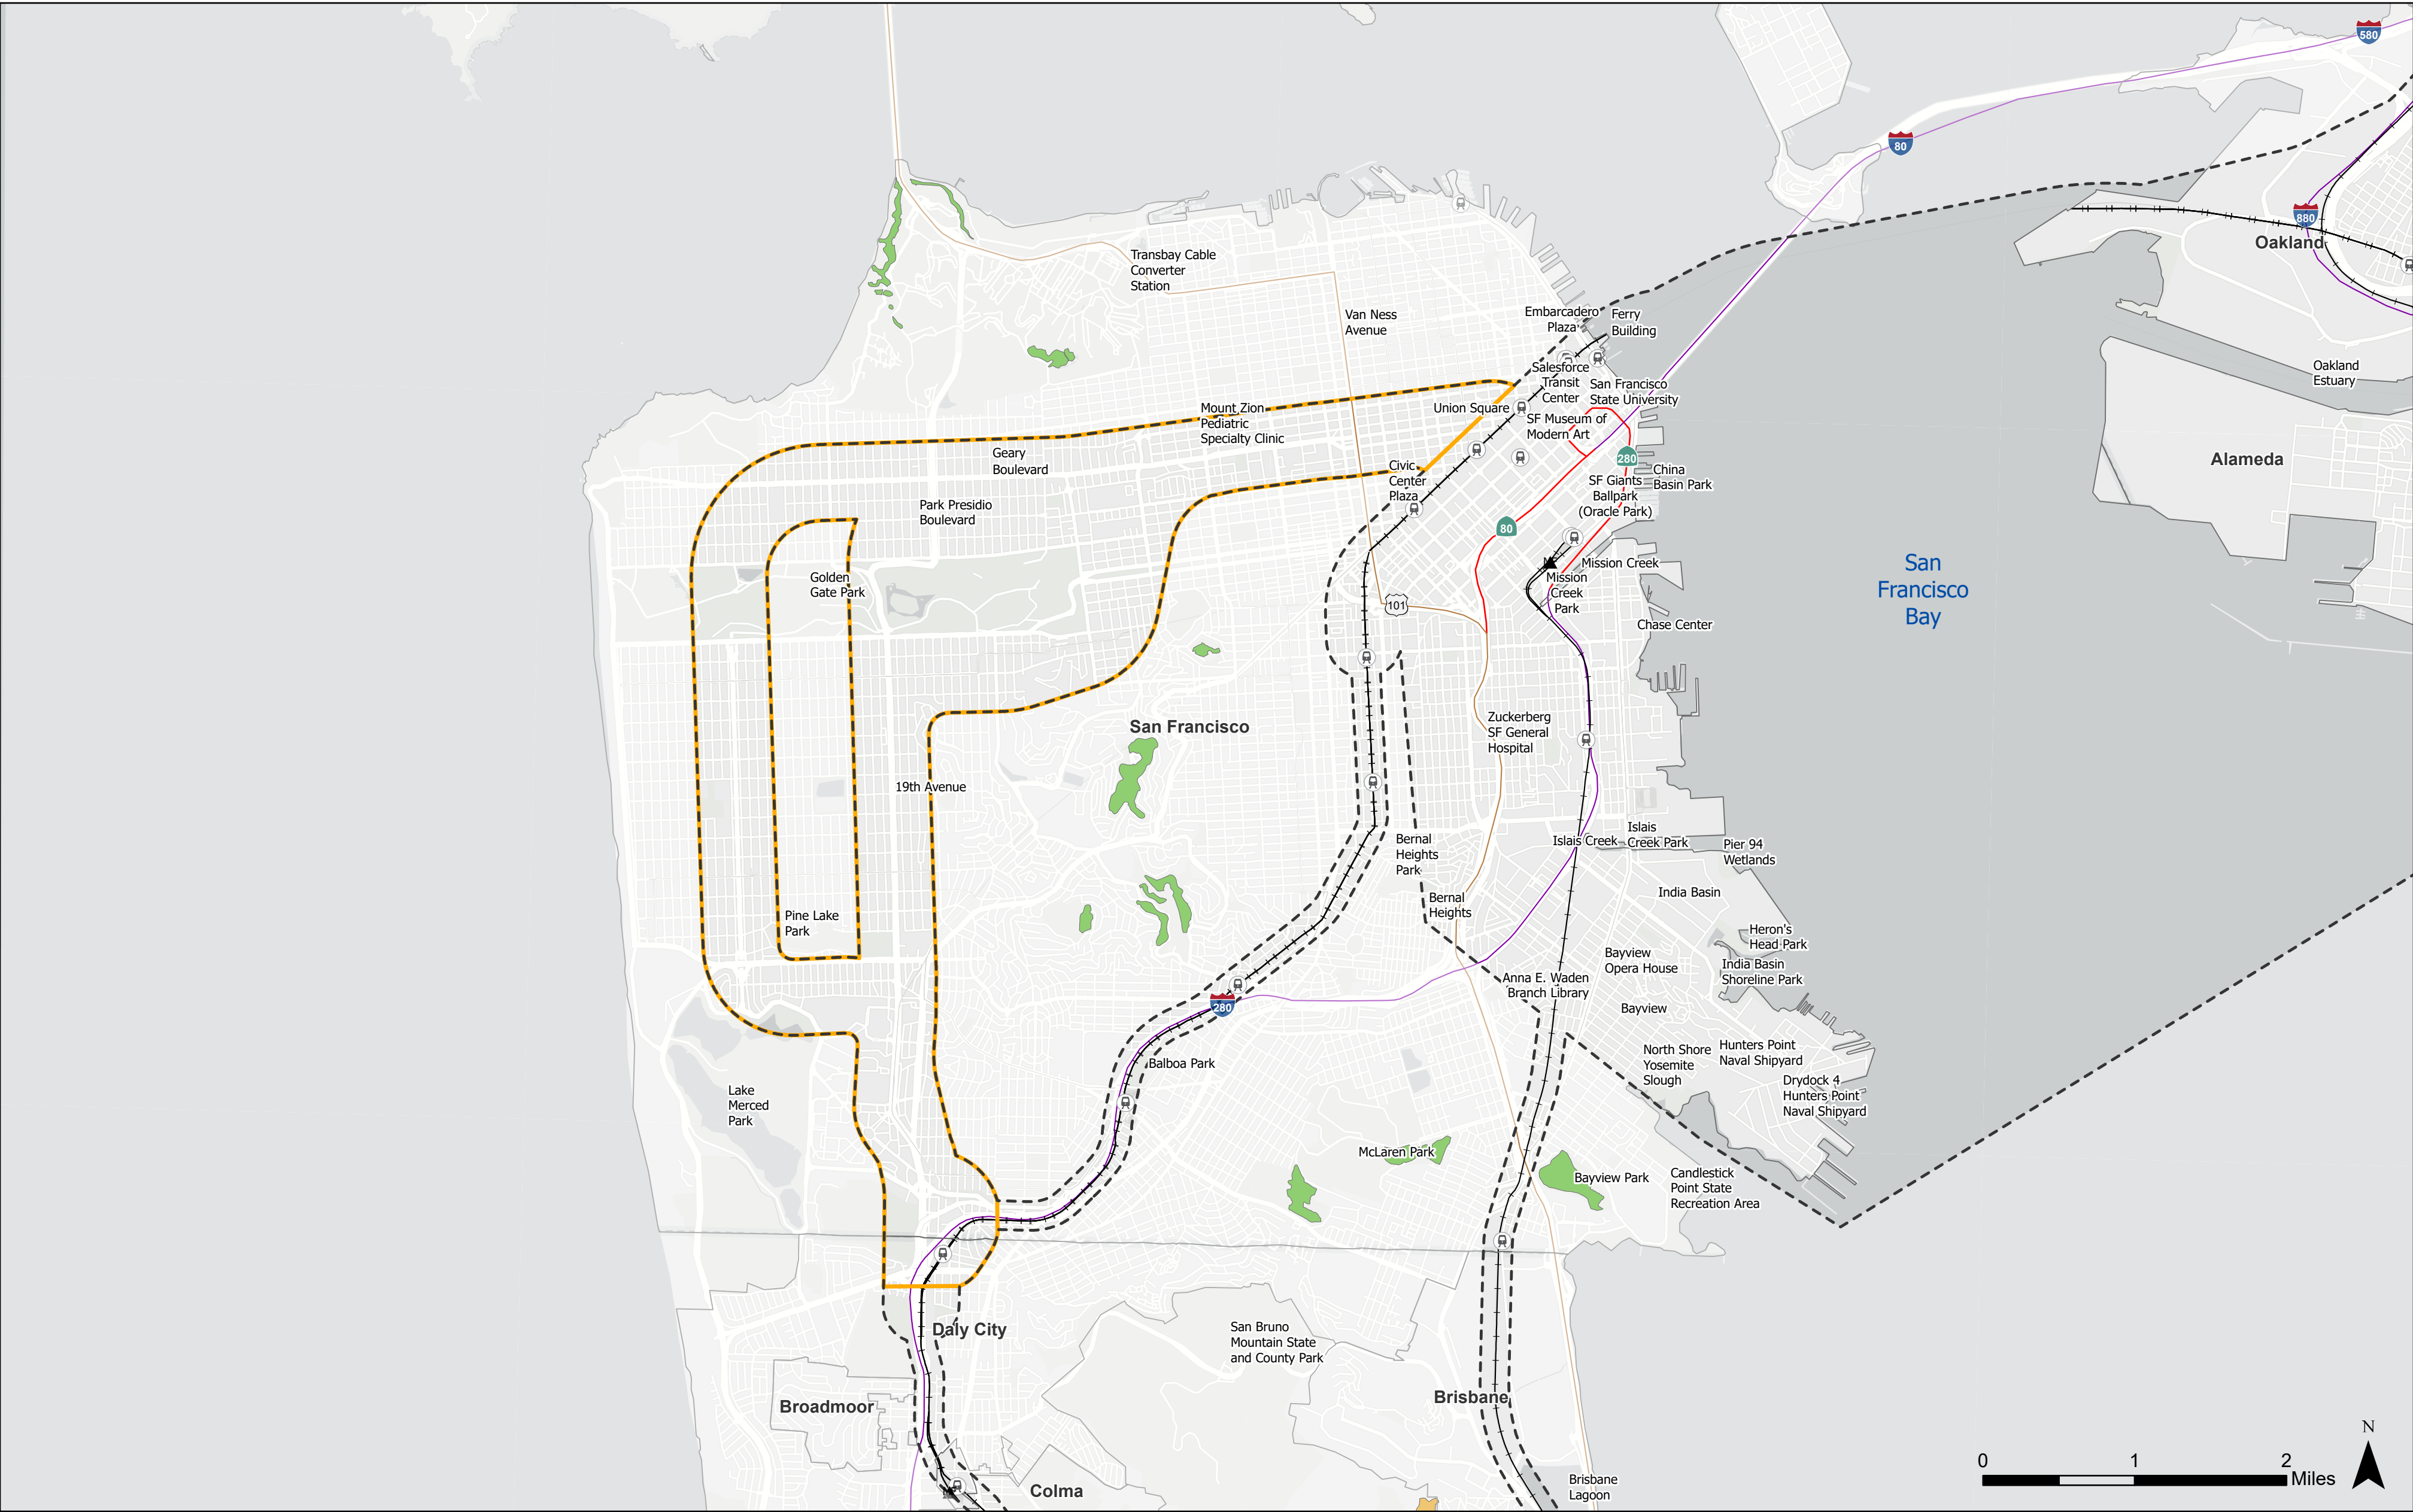 580
80
880
Oakland
Transbay Cable
Converter
Station
Van Ness
Avenue
Embarcadero
Plaza
Ferry
Building
Oakland
Estuary
Salesforce
Transit
Center
San Francisco
State University
Union Square
SF Museum of
Modern Art
Mount Zion
Pediatric
Specialty Clinic
Geary
Boulevard
Civic
Center
Plaza
280
China
Basin Park
Alameda
SF Giants
Ballpark
(Oracle Park)
Park Presidio
Boulevard
80
Mission Creek
Mission
Creek
Park
San
Francisco
Bay
Golden
Gate Park
101
Chase Center
San Francisco
Zuckerberg
SF General
Hospital
19th Avenue
Bernal
Heights
Park
Islais Creek
Islais
Creek Park
Pier 94
Wetlands
India Basin
Bernal
Heights
Pine Lake
Park
Heron's
Head Park
Bayview
Opera House
India Basin
Shoreline Park
Anna E. Waden
Branch Library
280
Bayview
Balboa Park
North Shore
Yosemite
Slough
Hunters Point
Naval Shipyard
Drydock 4
Hunters Point
Naval Shipyard
Lake
Merced
Park
McLaren Park
Bayview Park
Candlestick
Point State
Recreation Area
Daly City
San Bruno
Mountain State
and County Park
Broadmoor
Brisbane
Colma
Brisbane
Lagoon
N
0 1 2
Miles